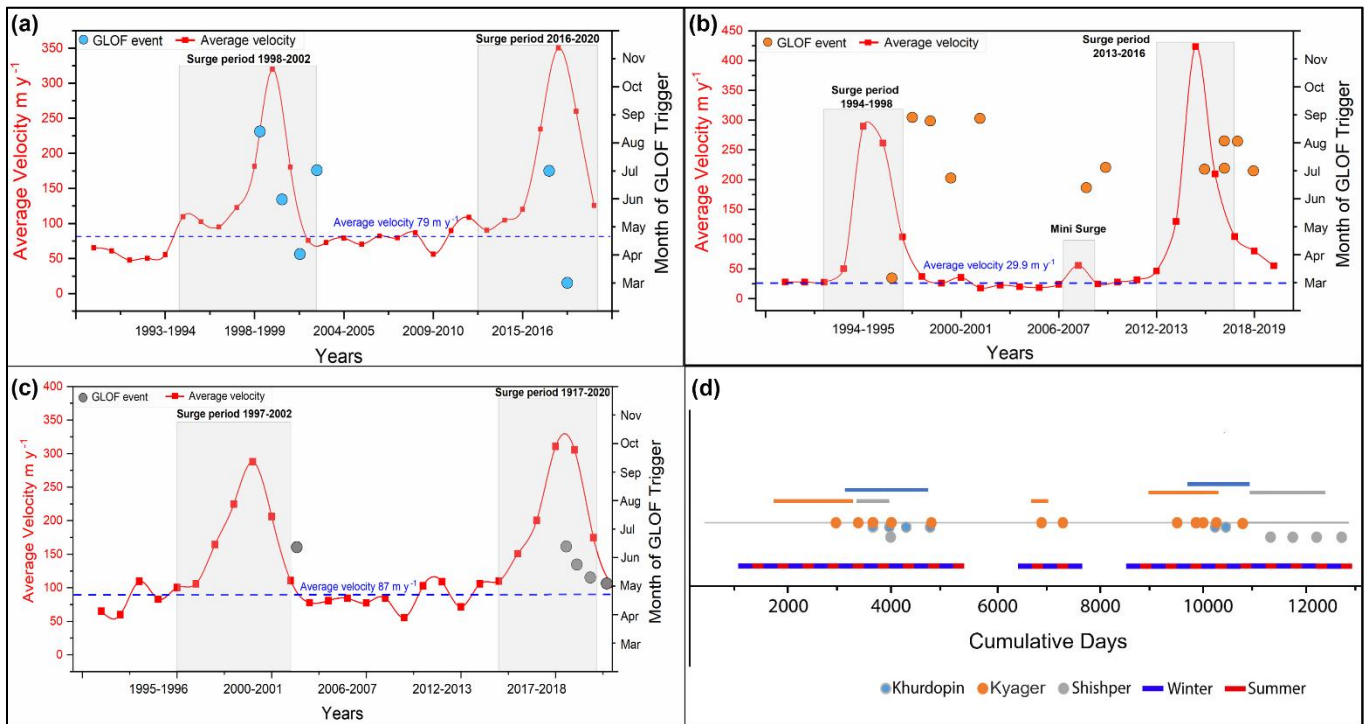 (a)
GLOF event
Average velocity
Surge period 1998-2002
Surge period 2016-2020
Average Velocity m y⁻¹
350
300
250
200
150
100
50
0
Average velocity 79 m y⁻¹
Nov
Oct
Sep
Aug
Jul
Jun
May
Apr
Mar
Month of GLOF Trigger
1993-1994
1998-1999
2004-2005
2009-2010
2015-2016
Years
(b)
GLOF event
Average velocity
Surge period
1994-1998
Surge period
2013-2016
Mini Surge
Average Velocity m y⁻¹
450
400
350
300
250
200
150
100
50
0
Average velocity 29.9 m y⁻¹
Nov
Oct
Sep
Aug
Jul
Jun
May
Apr
Mar
Month of GLOF Trigger
1994-1995
2000-2001
2006-2007
2012-2013
2018-2019
Years
(c)
GLOF event
Average velocity
Surge period 1997-2002
Surge period 1917-2020
Average Velocity m y⁻¹
400
350
300
250
200
150
100
50
0
Average velocity 87 m y⁻¹
Nov
Oct
Sep
Aug
Jul
Jun
May
Apr
Mar
Month of GLOF Trigger
1995-1996
2000-2001
2006-2007
2012-2013
2017-2018
Years
(d)
2000
4000
6000
8000
10000
12000
Cumulative Days
Khurdopin
Kyager
Shishper
Winter
Summer